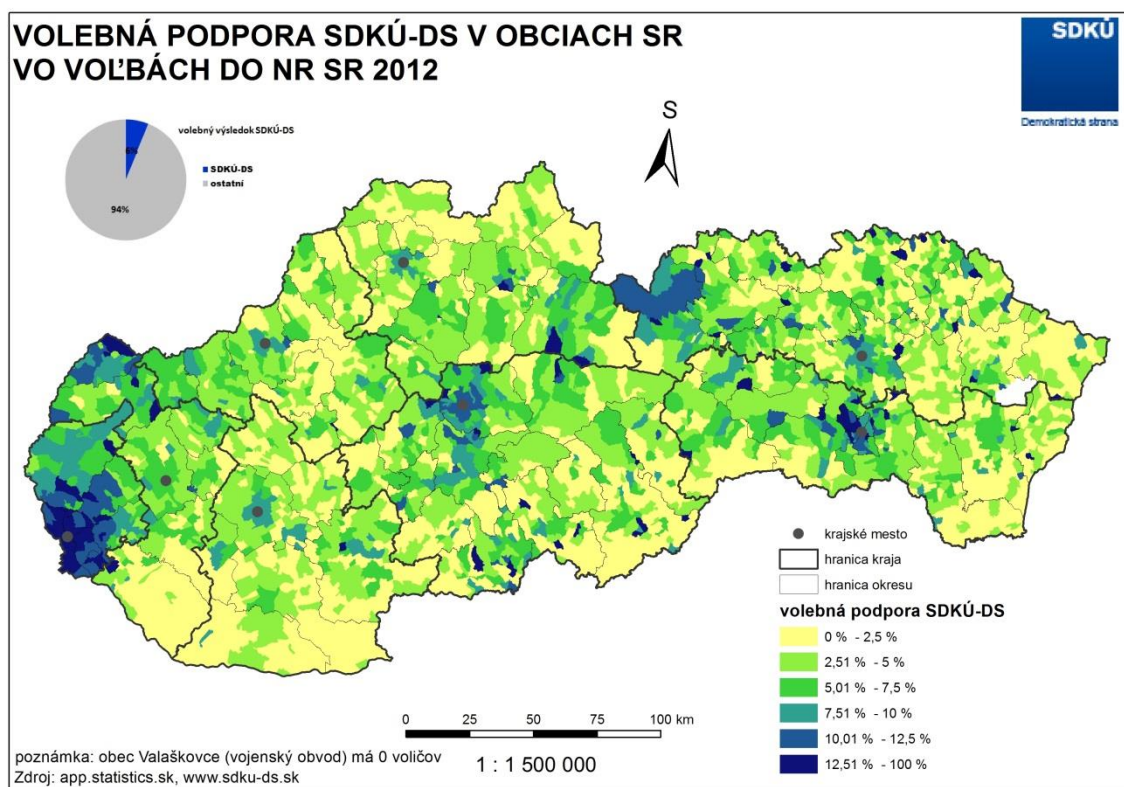 VOLEBNÁ PODPORA SDKÚ-DS V OBCIACH SR
VO VOĽBÁCH DO NR SR 2012
SDKÚ
Demokratická strana
volebný výsledok SDKÚ-DS
6%
SDKÚ-DS
ostatní
94%
S
krajské mesto
hranica kraja
hranica okresu
volebná podpora SDKÚ-DS
0 % - 2,5 %
2,51 % - 5 %
5,01 % - 7,5 %
7,51 % - 10 %
10,01 % - 12,5 %
12,51 % - 100 %
0 25 50 75 100 km
1 : 1 500 000
poznámka: obec Valaškovce (vojenský obvod) má 0 voličov
Zdroj: app.statistics.sk, www.sdku-ds.sk